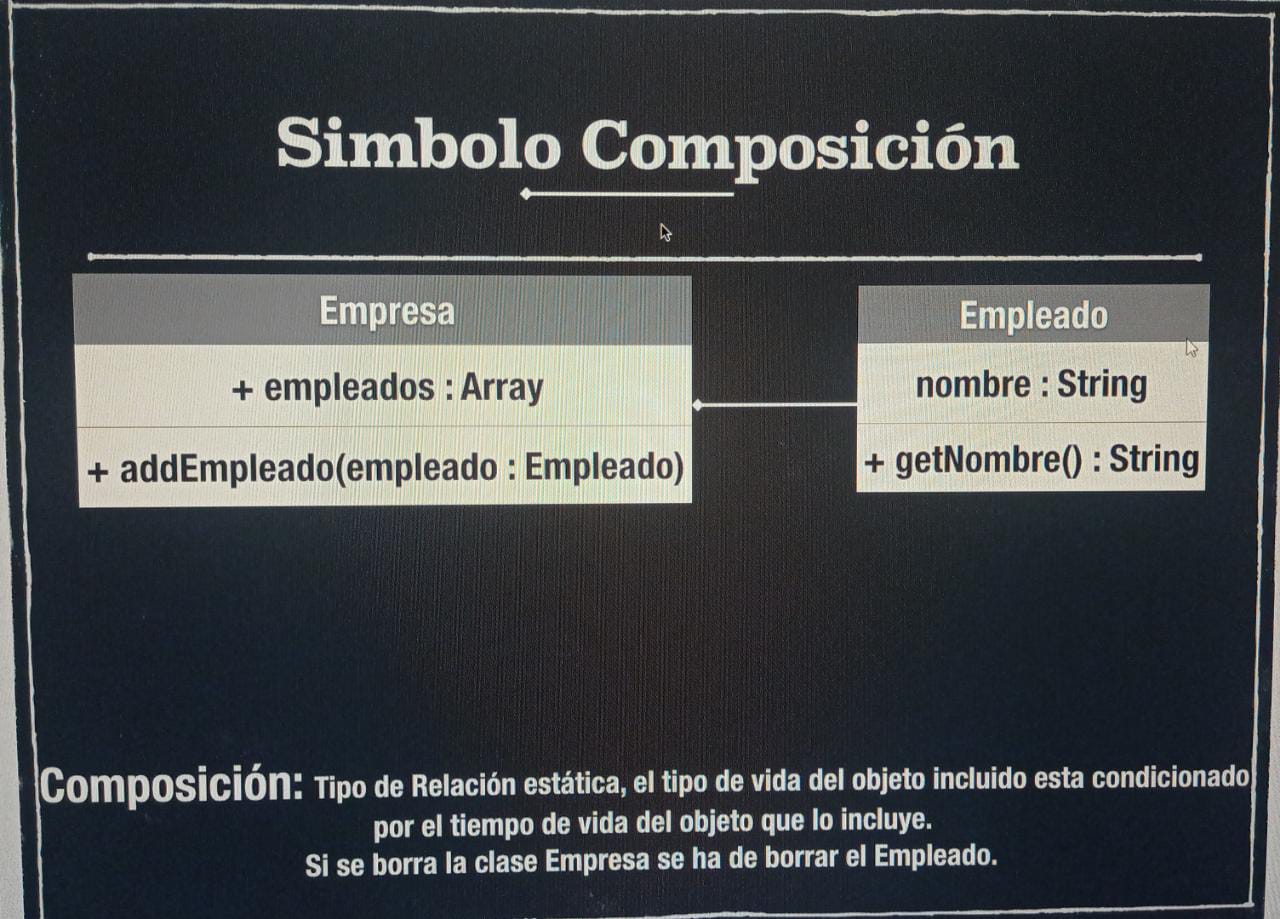 Simbolo Composición
Empresa
+ empleados : Array
+ addEmpleado(empleado : Empleado)
Empleado
nombre : String
+ getNombre() : String
Composición: Tipo de Relación estática, el tipo de vida del objeto incluido esta condicionado
por el tiempo de vida del objeto que lo incluye.
Si se borra la clase Empresa se ha de borrar el Empleado.